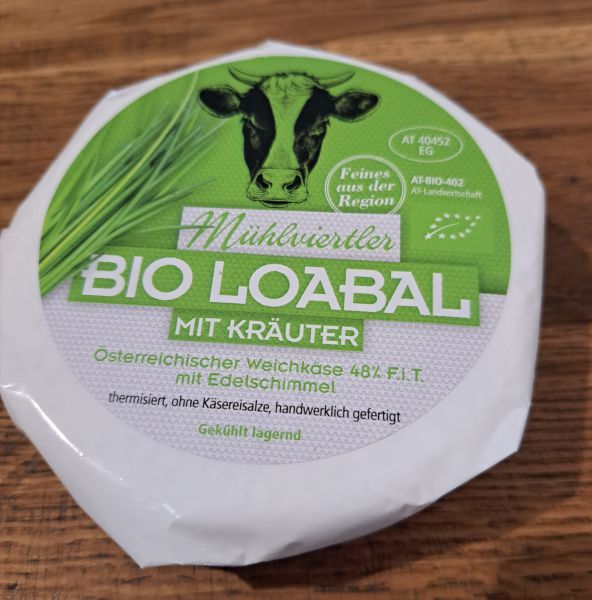 AT 40452
EG
Feines
aus der
Region
AT-BIO-402
AT-Landwirtschaft
Mühlviertler
BIO LOABAL
MIT KRÄUTER
Österreichischer Weichkäse 48% F.i.T.
mit Edelschimmel
thermisiert, ohne Käsereisalze, handwerklich gefertigt
Gekühlt lagernd